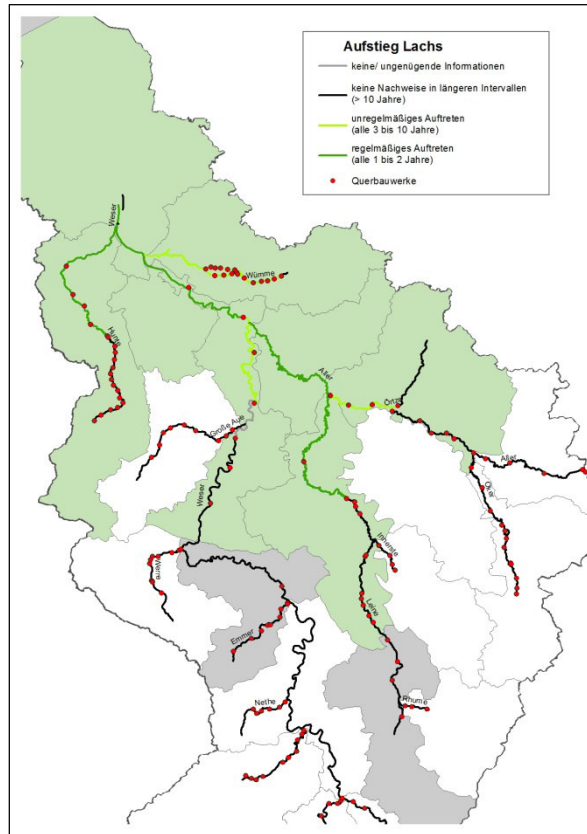 Aufstieg Lachs
keine/ ungenügende Informationen
keine Nachweise in längeren Intervallen
(> 10 Jahre)
unregelmäßiges Auftreten
(alle 3 bis 10 Jahre)
regelmäßiges Auftreten
(alle 1 bis 2 Jahre)
Querbauwerke
Weser
Wümme
Hunte
Aller
Örtze
Große Aue
Aller
Weser
Oker
Innerste
Werre
Leine
Emmer
Nethe
Rhume